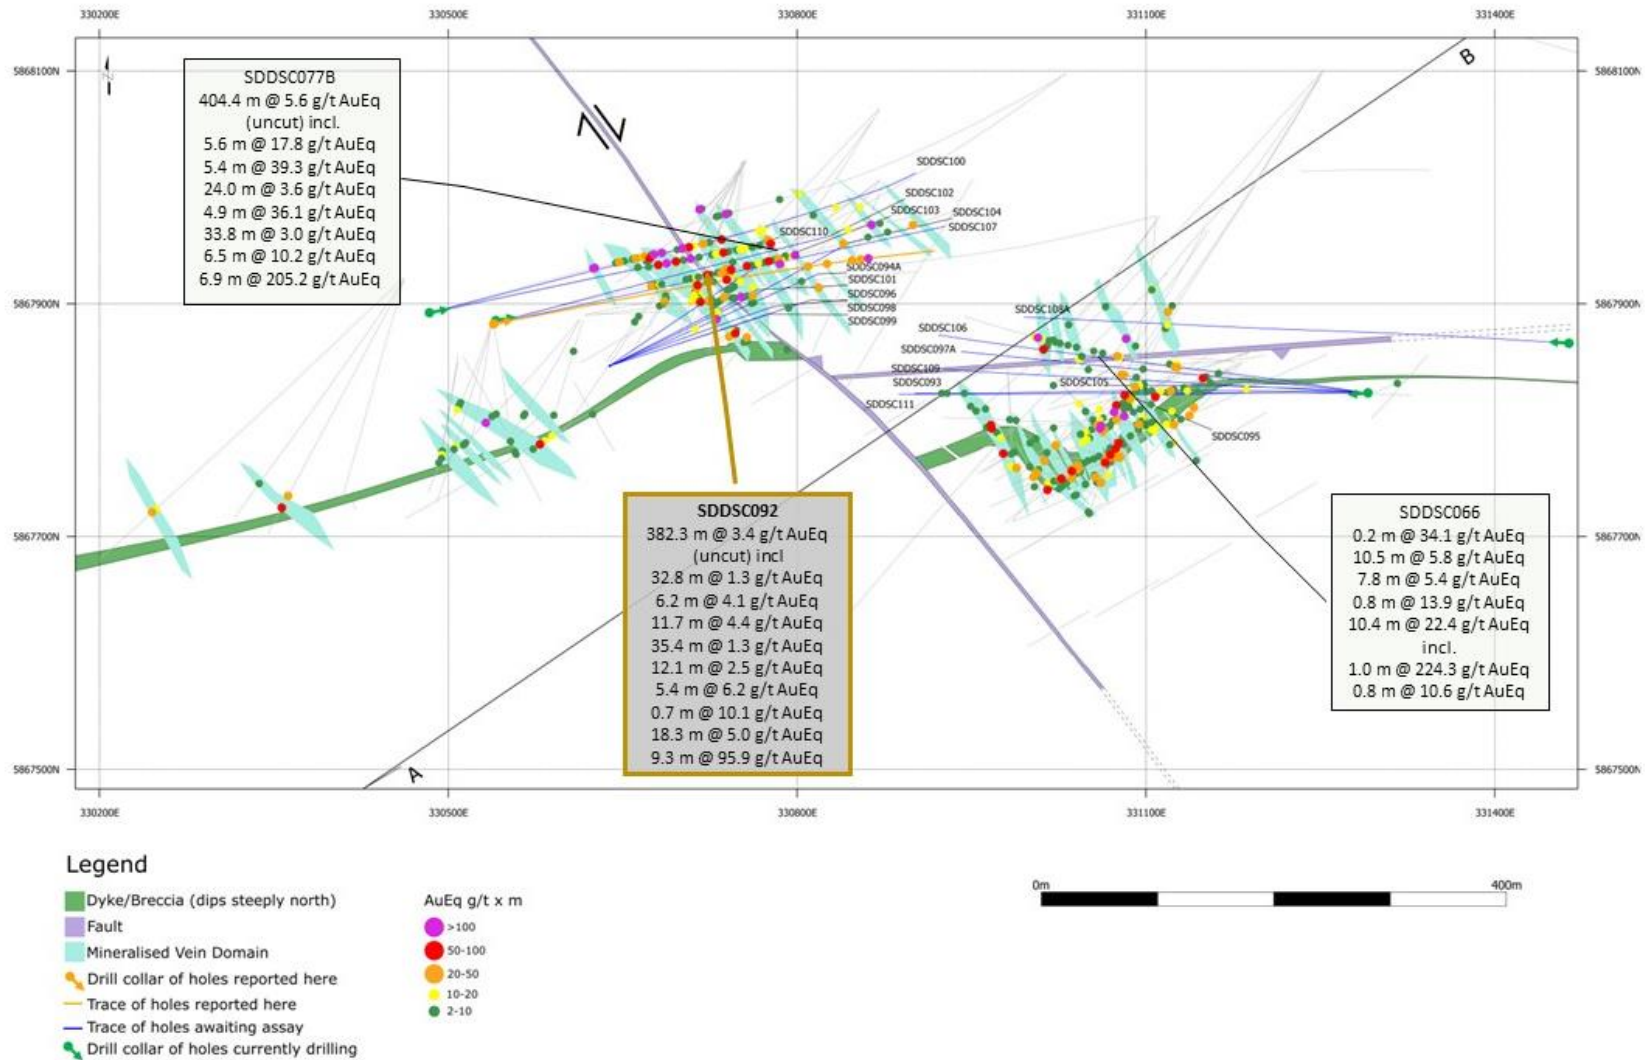 330200E
330500E
330800E
331100E
331400E
5868100N
5868100N
B
SDDSC077B
404.4 m @ 5.6 g/t AuEq
(uncut) incl.
5.6 m @ 17.8 g/t AuEq
5.4 m @ 39.3 g/t AuEq
24.0 m @ 3.6 g/t AuEq
4.9 m @ 36.1 g/t AuEq
33.8 m @ 3.0 g/t AuEq
6.5 m @ 10.2 g/t AuEq
6.9 m @ 205.2 g/t AuEq
SDDSC100
SDDSC102
SDDSC103
SDDSC104
SDDSC107
SDDSC110
SDDSC094A
SDDSC101
SDDSC096
SDDSC098
SDDSC099
5867900N
5867900N
SDDSC108A
SDDSC106
SDDSC097A
SDDSC109
SDDSC093
SDDSC105
SDDSC111
SDDSC095
5867700N
5867700N
SDDSC092
382.3 m @ 3.4 g/t AuEq
(uncut) incl
32.8 m @ 1.3 g/t AuEq
6.2 m @ 4.1 g/t AuEq
11.7 m @ 4.4 g/t AuEq
35.4 m @ 1.3 g/t AuEq
12.1 m @ 2.5 g/t AuEq
5.4 m @ 6.2 g/t AuEq
0.7 m @ 10.1 g/t AuEq
18.3 m @ 5.0 g/t AuEq
9.3 m @ 95.9 g/t AuEq
SDDSC066
0.2 m @ 34.1 g/t AuEq
10.5 m @ 5.8 g/t AuEq
7.8 m @ 5.4 g/t AuEq
0.8 m @ 13.9 g/t AuEq
10.4 m @ 22.4 g/t AuEq
incl.
1.0 m @ 224.3 g/t AuEq
0.8 m @ 10.6 g/t AuEq
5867500N
5867500N
A
330200E
330500E
330800E
331100E
331400E
Legend
Dyke/Breccia (dips steeply north)
Fault
Mineralised Vein Domain
Drill collar of holes reported here
Trace of holes reported here
Trace of holes awaiting assay
Drill collar of holes currently drilling
AuEq g/t x m
>100
50-100
20-50
10-20
2-10
0m
400m